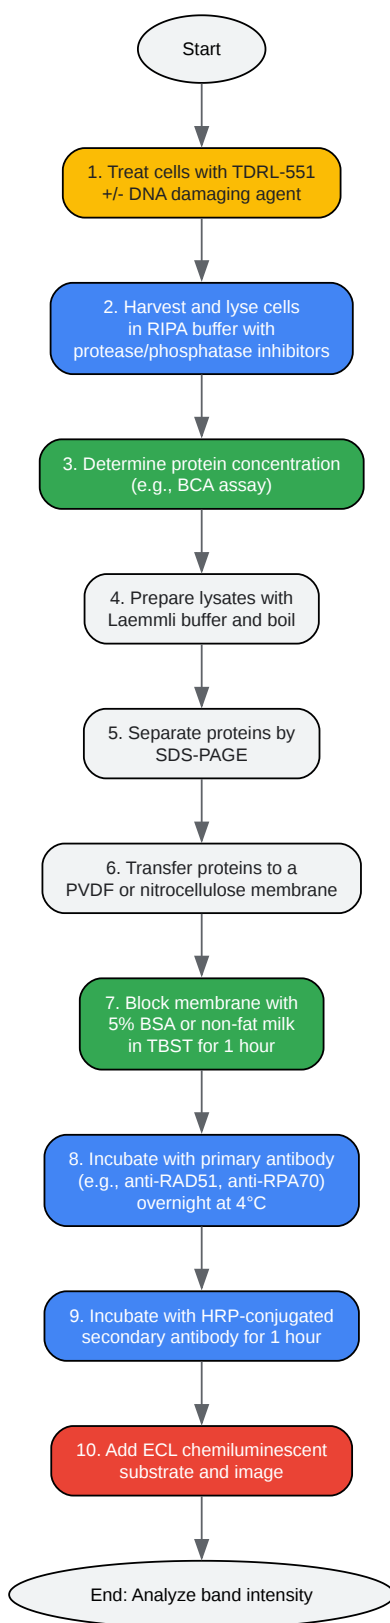 Start
1. Treat cells with TDRL-551
+/- DNA damaging agent
2. Harvest and lyse cells
in RIPA buffer with
protease/phosphatase inhibitors
3. Determine protein concentration
(e.g., BCA assay)
4. Prepare lysates with
Laemmli buffer and boil
5. Separate proteins by
SDS-PAGE
6. Transfer proteins to a
PVDF or nitrocellulose membrane
7. Block membrane with
5% BSA or non-fat milk
in TBST for 1 hour
8. Incubate with primary antibody
(e.g., anti-RAD51, anti-RPA70)
overnight at 4°C
9. Incubate with HRP-conjugated
secondary antibody for 1 hour
10. Add ECL chemiluminescent
substrate and image
End: Analyze band intensity